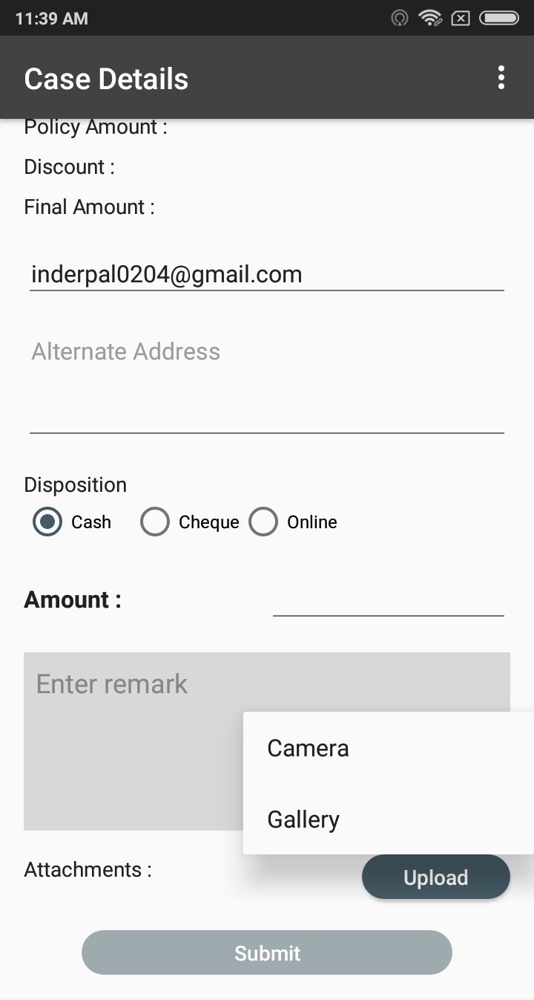 11:39 AM
Case Details
Policy Amount :
Discount :
Final Amount :
inderpal0204@gmail.com
Alternate Address
Disposition
Cash Cheque Online
Amount :
Enter remark
Camera
Gallery
Attachments :
Upload
Submit